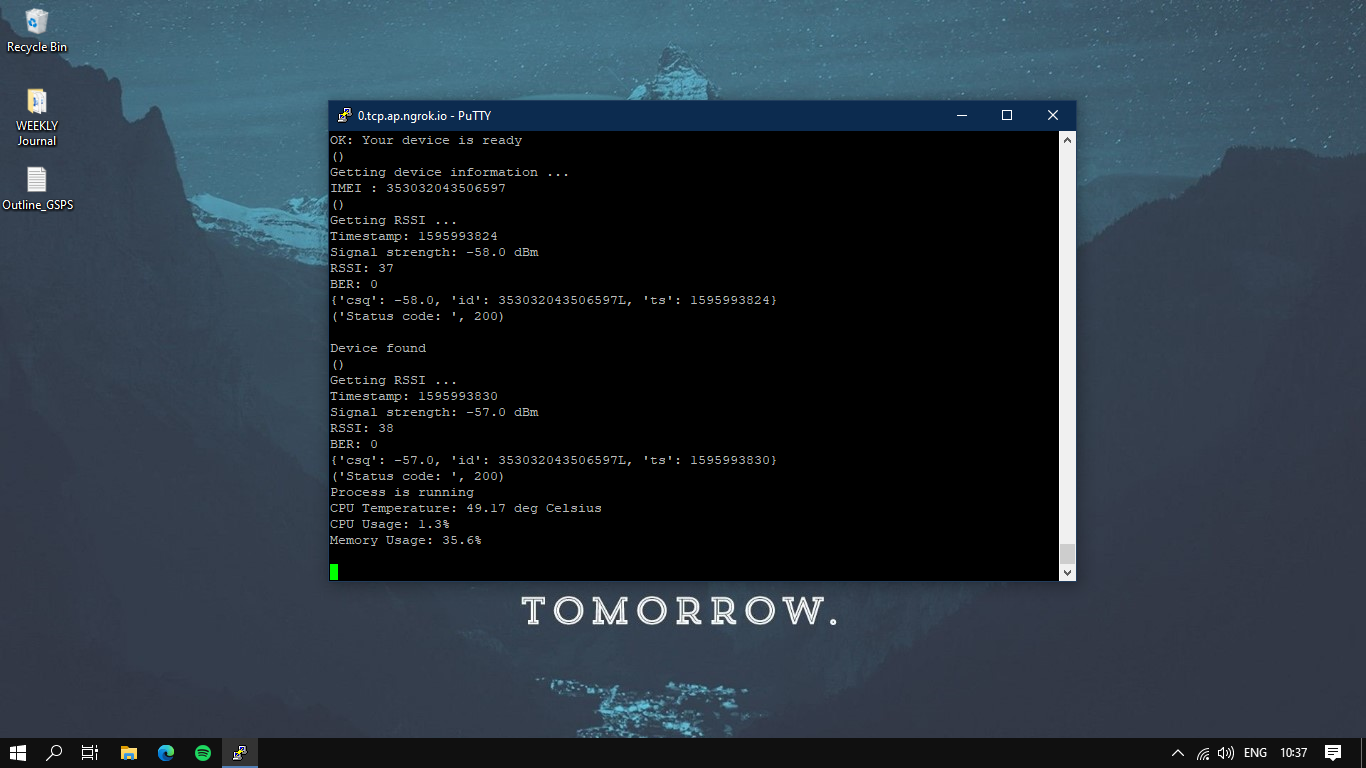 Recycle Bin
WEEKLY
Journal
Outline_GSPS
0.tcp.ap.ngrok.io - PuTTY
OK: Your device is ready
()
Getting device information ...
IMEI : 353032043506597
()
Getting RSSI ...
Timestamp: 1595993824
Signal strength: -58.0 dBm
RSSI: 37
BER: 0
{'csq': -58.0, 'id': 353032043506597L, 'ts': 1595993824}
('Status code: ', 200)
Device found
()
Getting RSSI ...
Timestamp: 1595993830
Signal strength: -57.0 dBm
RSSI: 38
BER: 0
{'csq': -57.0, 'id': 353032043506597L, 'ts': 1595993830}
('Status code: ', 200)
Process is running
CPU Temperature: 49.17 deg Celsius
CPU Usage: 1.3%
Memory Usage: 35.6%
TOMORROW.
ENG
10:37